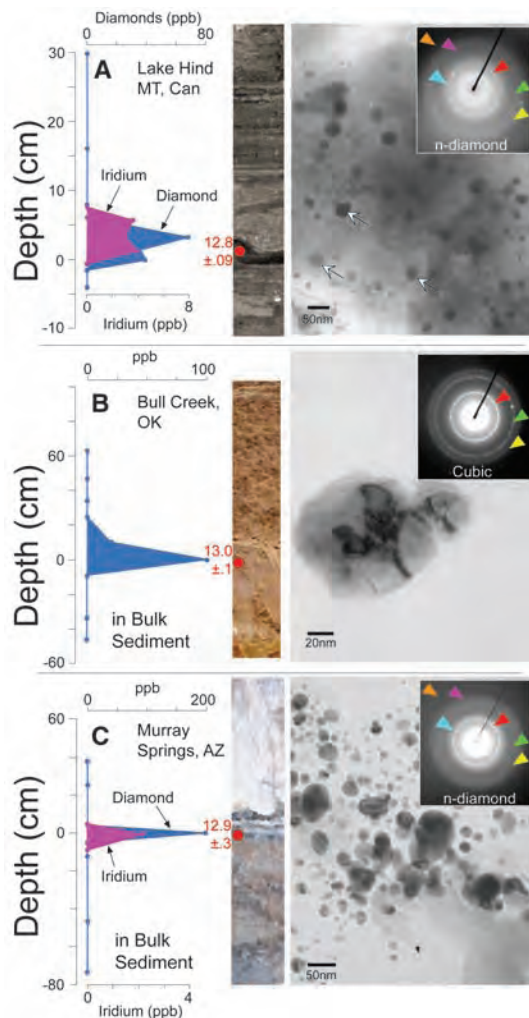 Diamonds (ppb)
0 80
30
20
10
0
-10
Depth (cm)
A
Lake Hind
MT, Can
Iridium
Diamond
12.8
±.09
0 8
Iridium (ppb)
n-diamond
50nm
ppb
0 100
60
0
-60
Depth (cm)
B
Bull Creek,
OK
13.0
±.1
in Bulk
Sediment
Cubic
20nm
ppb
0 200
60
0
-80
Depth (cm)
C
Murray
Springs, AZ
Diamond
12.9
±.3
Iridium
in Bulk
Sediment
0 4
Iridium (ppb)
n-diamond
50nm